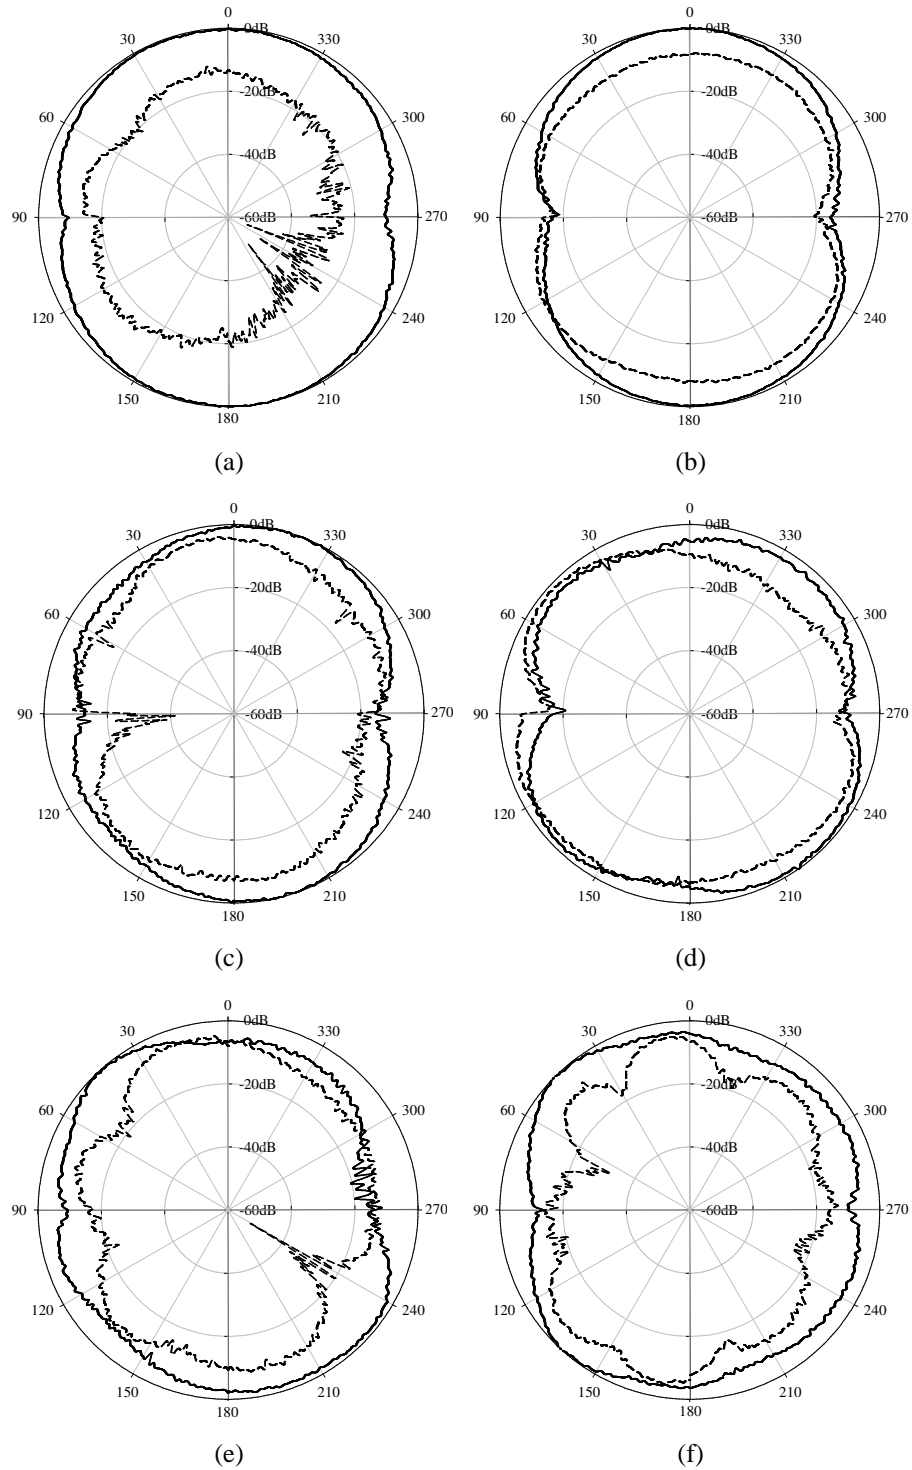 0 0
30 0dB 330 30 0dB 330
60 -20dB 300 60 -20dB 300
-40dB -40dB
90 -60dB 270 90 -60dB 270
120 240 120 240
150 210 150 210
180 180
(a) (b)
0 0
30 0dB 330 30 0dB 330
60 -20dB 300 60 -20dB 300
-40dB -40dB
90 -60dB 270 90 -60dB 270
120 240 120 240
150 210 150 210
180 180
(c) (d)
0 0
30 0dB 330 30 0dB 330
60 -20dB 300 60 -20dB 300
-40dB -40dB
90 -60dB 270 90 -60dB 270
120 240 120 240
150 210 150 210
180 180
(e) (f)